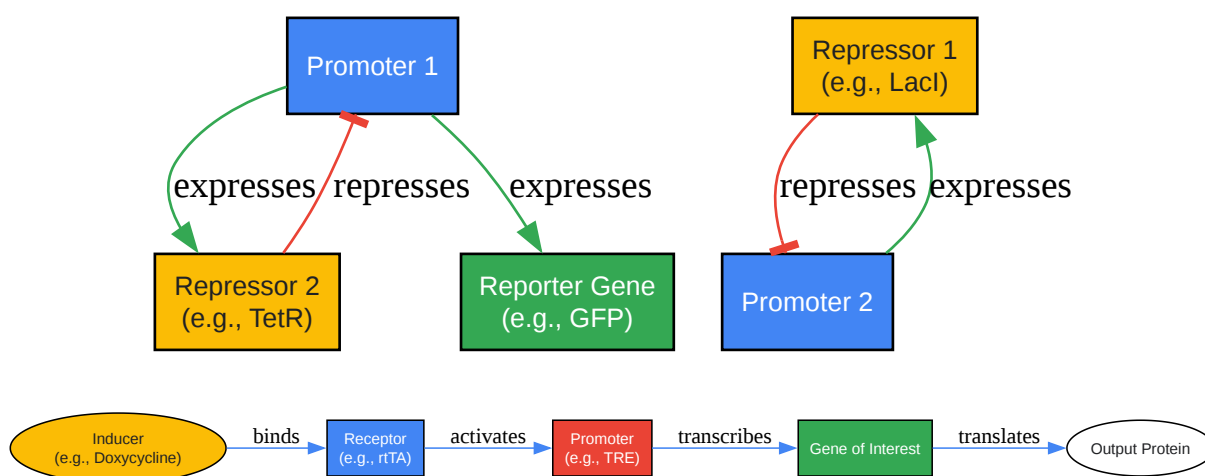 Promoter 1
Repressor 1
(e.g., LacI)
expresses
represses
expresses
represses
expresses
Repressor 2
(e.g., TetR)
Reporter Gene
(e.g., GFP)
Promoter 2
Inducer
(e.g., Doxycycline)
binds
Receptor
(e.g., rtTA)
activates
Promoter
(e.g., TRE)
transcribes
Gene of Interest
translates
Output Protein